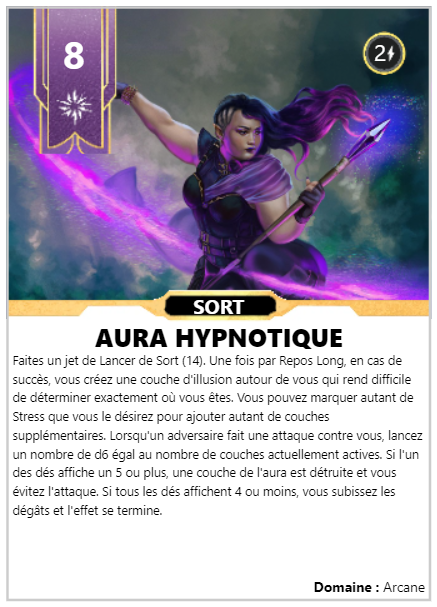 8
2
SORT
AURA HYPNOTIQUE
Faites un jet de Lancer de Sort (14). Une fois par Repos Long, en cas de
succès, vous créez une couche d'illusion autour de vous qui rend difficile
de déterminer exactement où vous êtes. Vous pouvez marquer autant de
Stress que vous le désirez pour ajouter autant de couches
supplémentaires. Lorsqu'un adversaire fait une attaque contre vous, lancez
un nombre de d6 égal au nombre de couches actuellement actives. Si l'un
des dés affiche un 5 ou plus, une couche de l'aura est détruite et vous
évitez l'attaque. Si tous les dés affichent 4 ou moins, vous subissez les
dégâts et l'effet se termine.
Domaine : Arcane